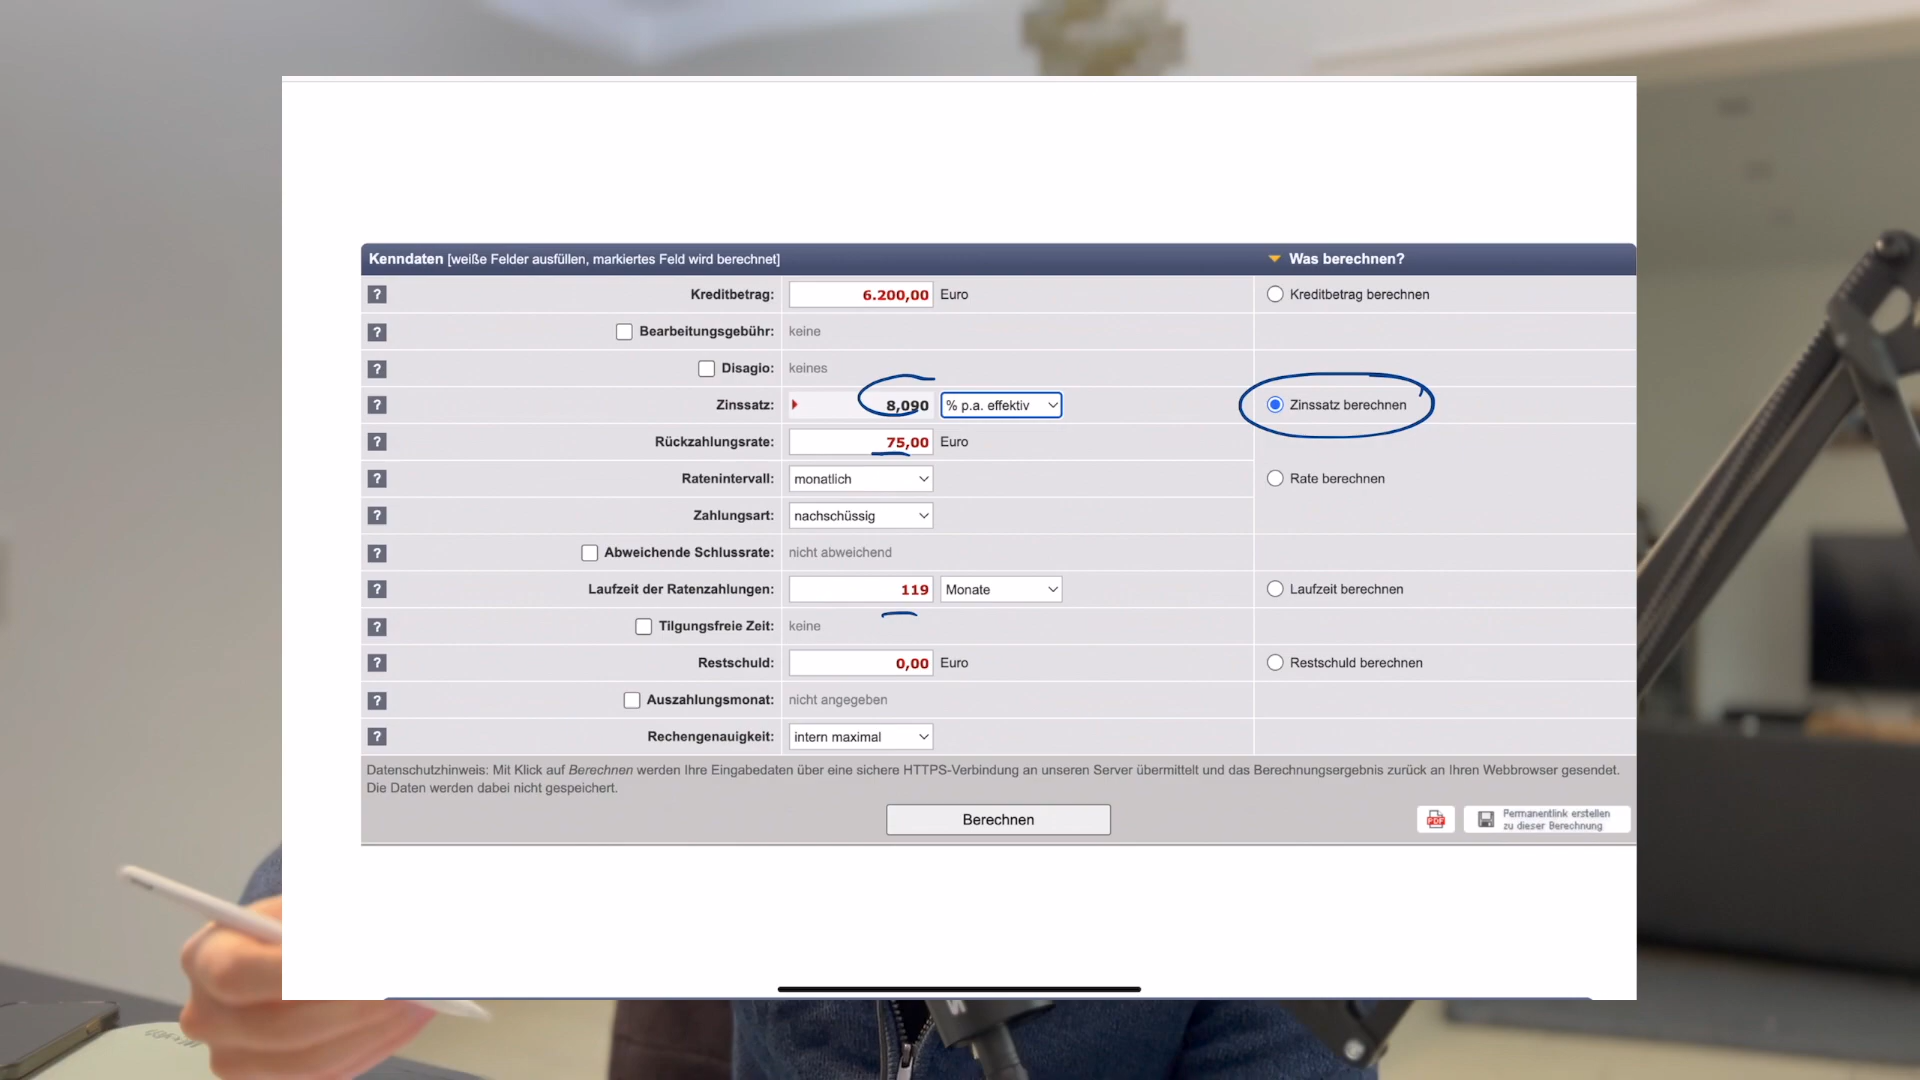 Kenndaten [weiße Felder ausfüllen, markiertes Feld wird berechnet] Was berechnen?
? Kreditbetrag: 6.200,00 Euro Kreditbetrag berechnen
? Bearbeitungsgebühr: keine
? Disagio: keines
? Zinssatz: 8,090 % p.a. effektiv Zinssatz berechnen
? Rückzahlungsrate: 75,00 Euro
? Ratenintervall: monatlich Rate berechnen
? Zahlungsart: nachschüssig
? Abweichende Schlussrate: nicht abweichend
? Laufzeit der Ratenzahlungen: 119 Monate Laufzeit berechnen
? Tilgungsfreie Zeit: keine
? Restschuld: 0,00 Euro Restschuld berechnen
? Auszahlungsmonat: nicht angegeben
? Rechengenauigkeit: intern maximal
Datenschutzhinweis: Mit Klick auf Berechnen werden Ihre Eingabedaten über eine sichere HTTPS-Verbindung an unseren Server übermittelt und das Berechnungsergebnis zurück an Ihren Webbrowser gesendet.
Die Daten werden dabei nicht gespeichert.
Berechnen
PDF
Permanentlink erstellen
zu dieser Berechnung